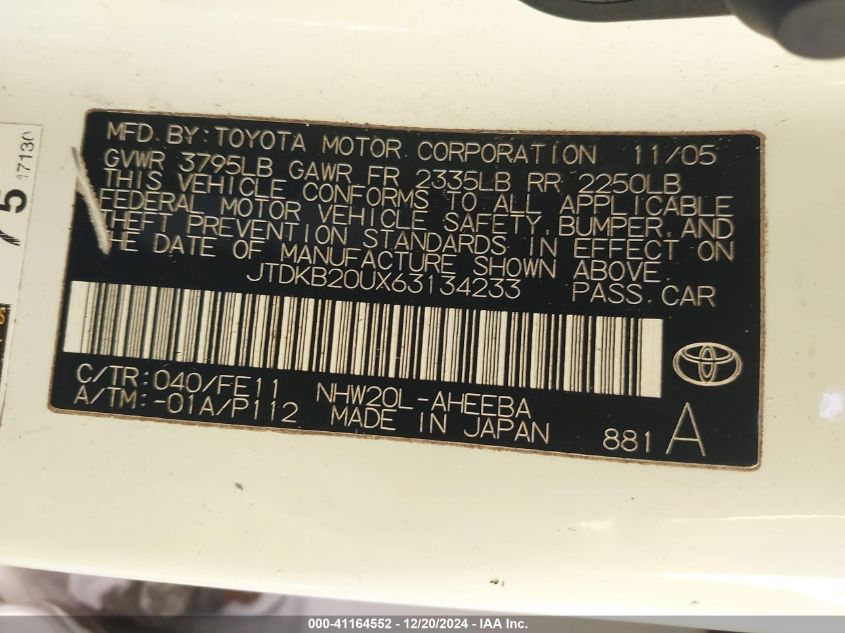 MFD. BY: TOYOTA MOTOR CORPORATION 11/05
GVWR 3795LB GAWR FR 2335LB RR 2250LB
THIS VEHICLE CONFORMS TO ALL APPLICABLE
FEDERAL MOTOR VEHICLE SAFETY, BUMPER, AND
THEFT PREVENTION STANDARDS IN EFFECT ON
THE DATE OF MANUFACTURE SHOWN ABOVE.
JTDKB20UX63134233 PASS. CAR
C/TR: 040/FE11 NHW20L-AHEEBA
A/TM: -01A/P112 MADE IN JAPAN 881 A
5
17130
000-41164552 - 12/20/2024 - IAA Inc.